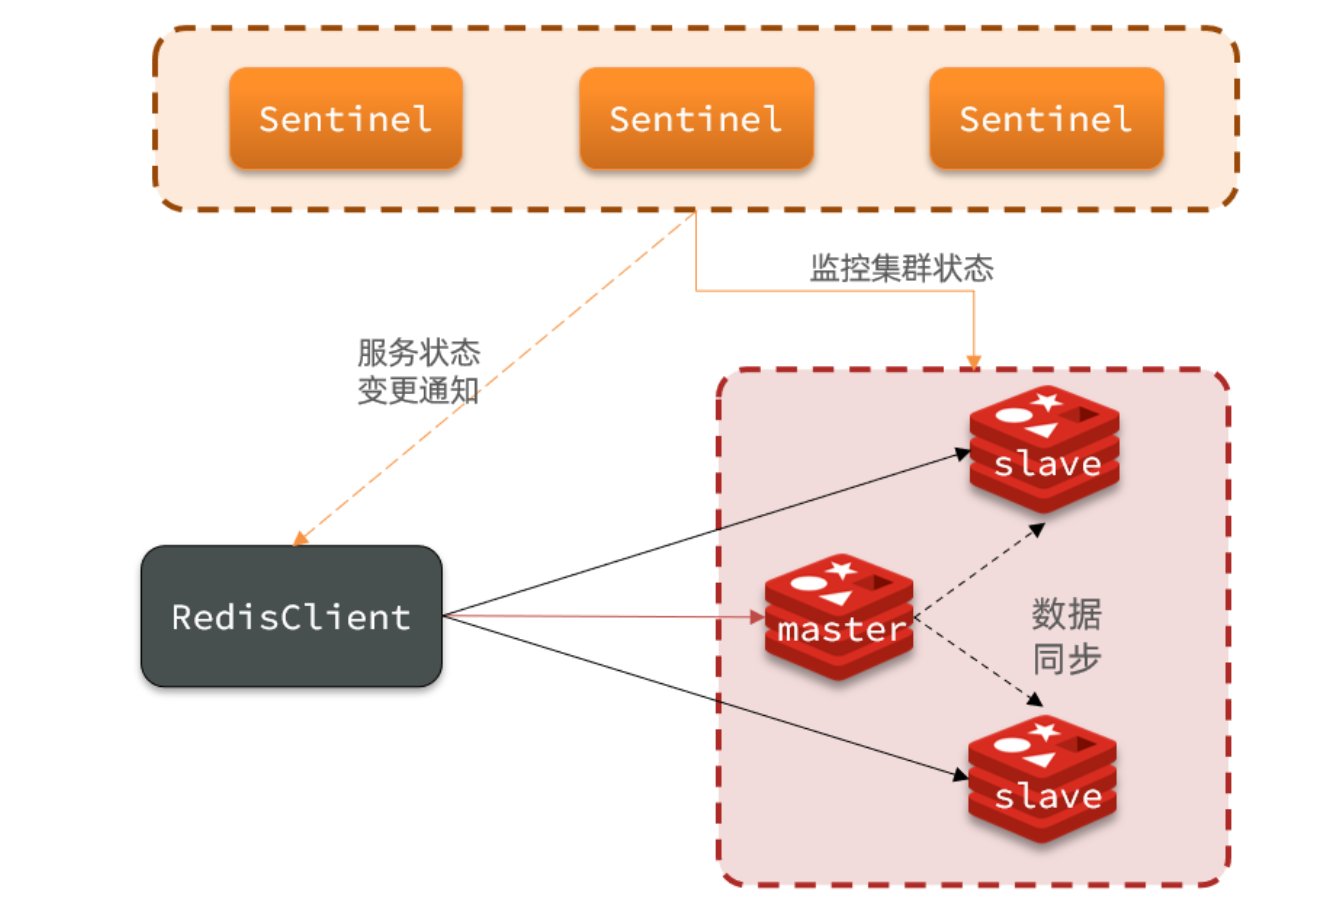 Sentinel
Sentinel
Sentinel
监控集群状态
服务状态
变更通知
slave
RedisClient
master
数据
同步
slave